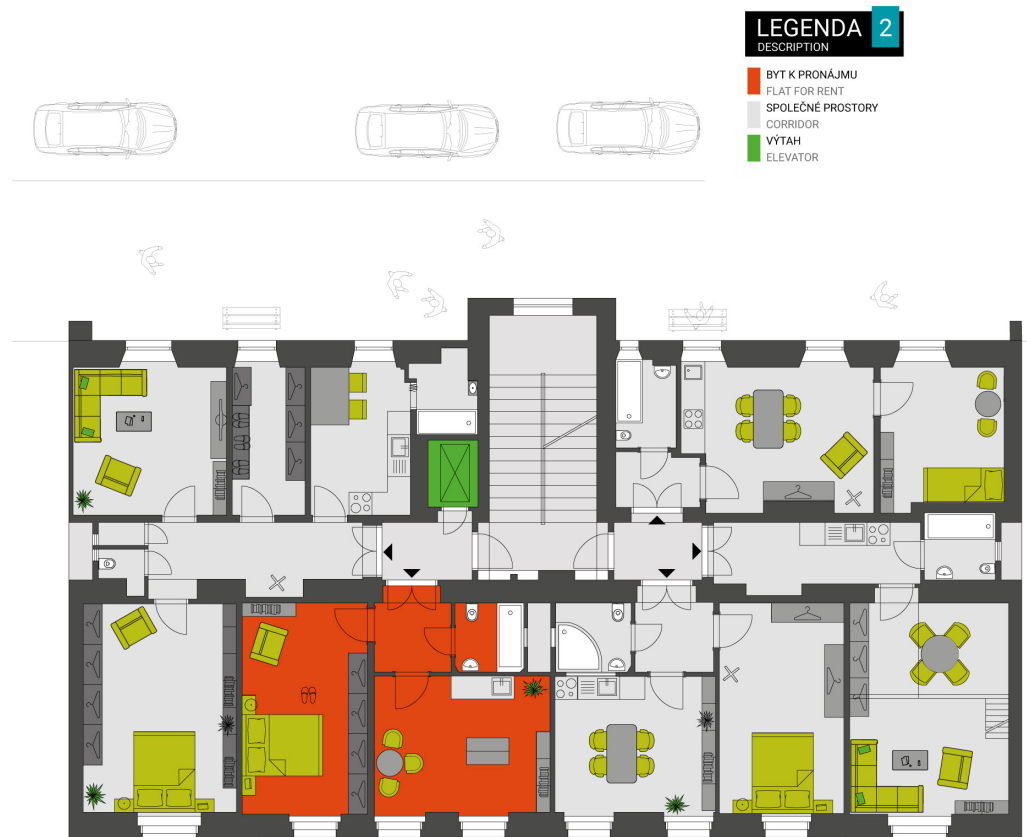 LEGENDA 2
DESCRIPTION
BYT K PRONÁJMU
FLAT FOR RENT
SPOLEČNÉ PROSTORY
CORRIDOR
VÝTAH
ELEVATOR